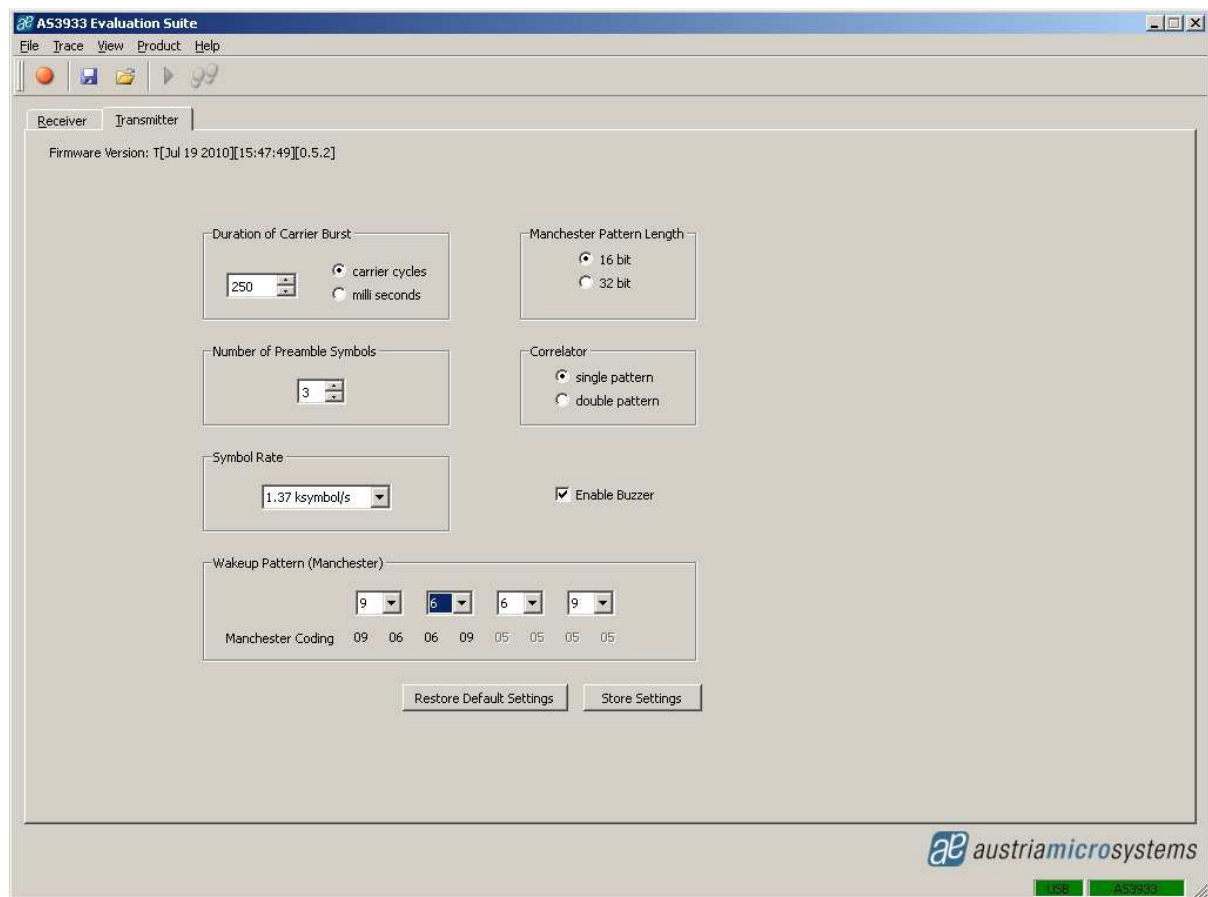 AS3933 Evaluation Suite
File Trace View Product Help
Receiver Transmitter
Firmware Version: T[Jul 19 2010][15:47:49][0.5.2]
Duration of Carrier Burst
250
carrier cycles
milli seconds
Manchester Pattern Length
16 bit
32 bit
Number of Preamble Symbols
3
Correlator
single pattern
double pattern
Symbol Rate
1.37 ksymbol/s
Enable Buzzer
Wakeup Pattern (Manchester)
9 6 6 9
Manchester Coding 09 06 06 09 05 05 05 05
Restore Default Settings Store Settings
austriamicrosystems
USB AS3933